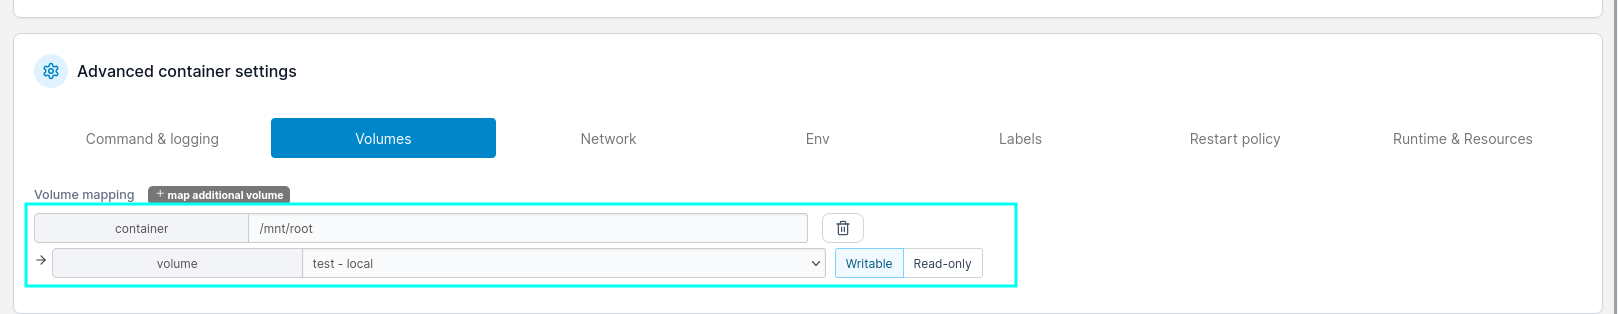 Advanced container settings
Command & logging Volumes Network Env Labels Restart policy Runtime & Resources
Volume mapping + map additional volume
container /mnt/root
→ volume test - local Writable Read-only